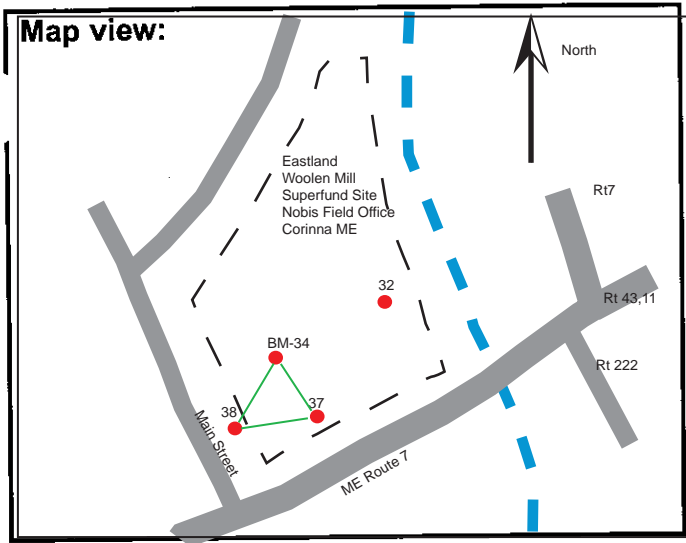 Map view:
North
Eastland
Woolen Mill
Superfund Site
Nobis Field Office
Corinna ME
Rt7
32
Rt 43,11
BM-34
Rt 222
37
38
Main Street
ME Route 7